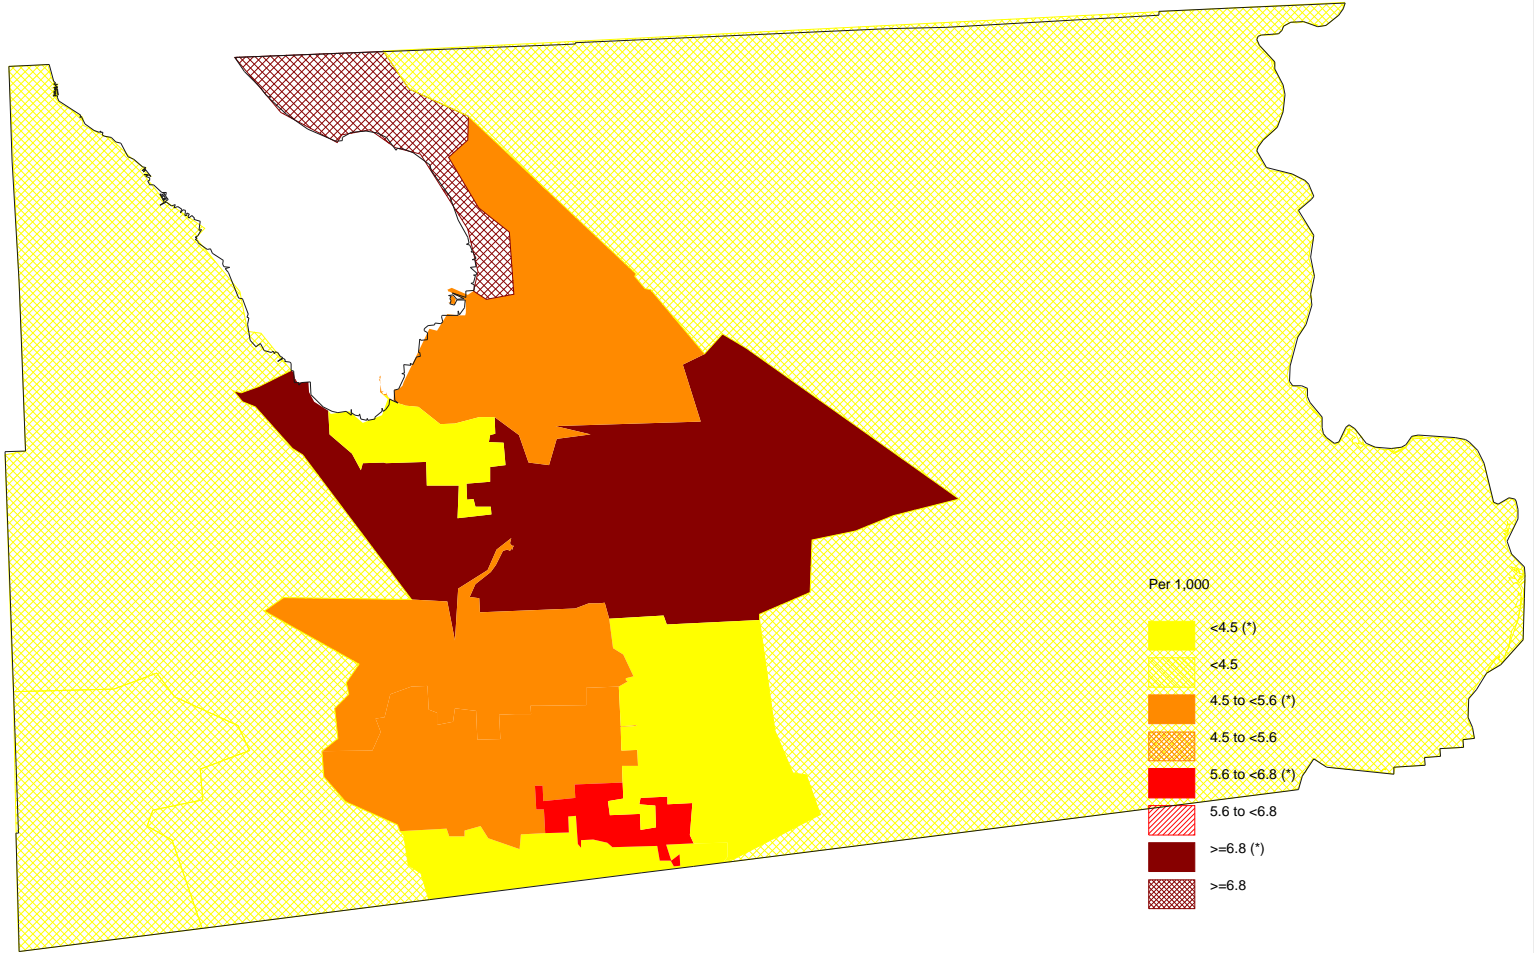 Per 1,000
<4.5 (*)
<4.5
4.5 to <5.6 (*)
4.5 to <5.6
5.6 to <6.8 (*)
5.6 to <6.8
>=6.8 (*)
>=6.8